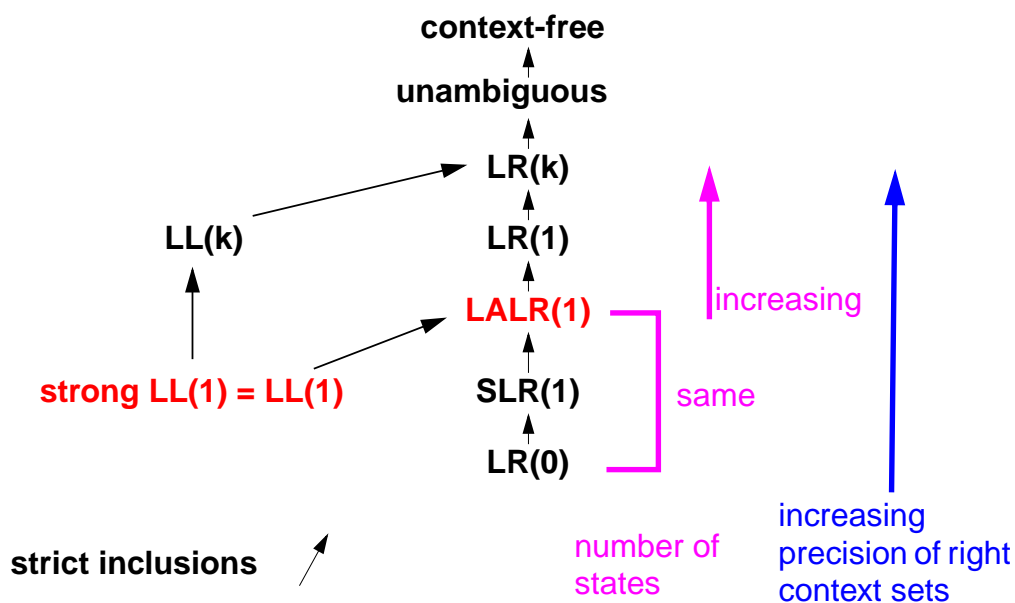 context-free
unambiguous
LR(k)
LL(k)
LR(1)
LALR(1)
increasing
strong LL(1) = LL(1)
SLR(1)
same
LR(0)
strict inclusions
number of
states
increasing
precision of right
context sets